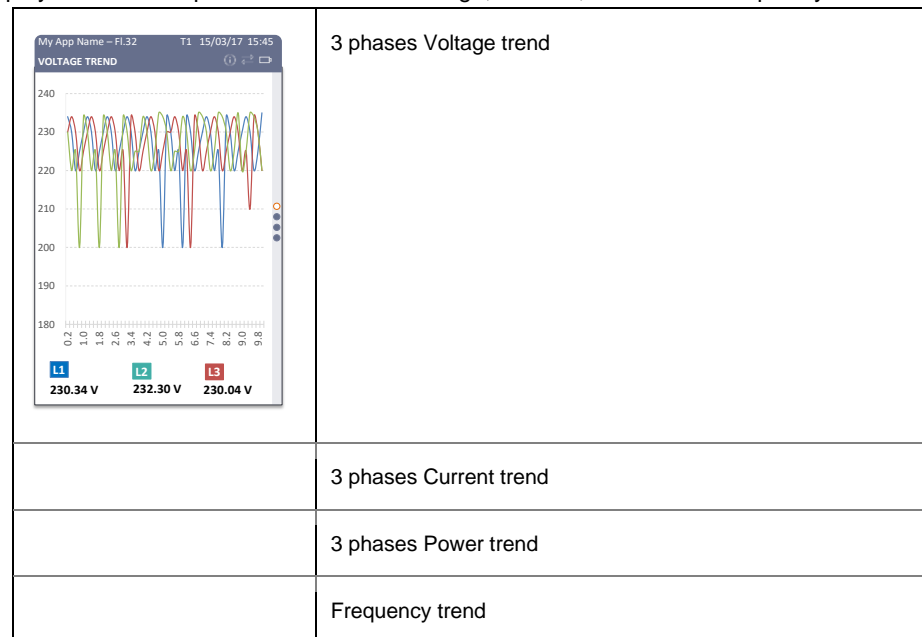 My App Name – Fl.32 T1 15/03/17 15:45
VOLTAGE TREND
240
230
220
210
200
190
180
0.2 1.0 1.8 2.6 3.4 4.2 5.0 5.8 6.6 7.4 8.2 9.0 9.8
L1 L2 L3
230.34 V 232.30 V 230.04 V
3 phases Voltage trend
3 phases Current trend
3 phases Power trend
Frequency trend